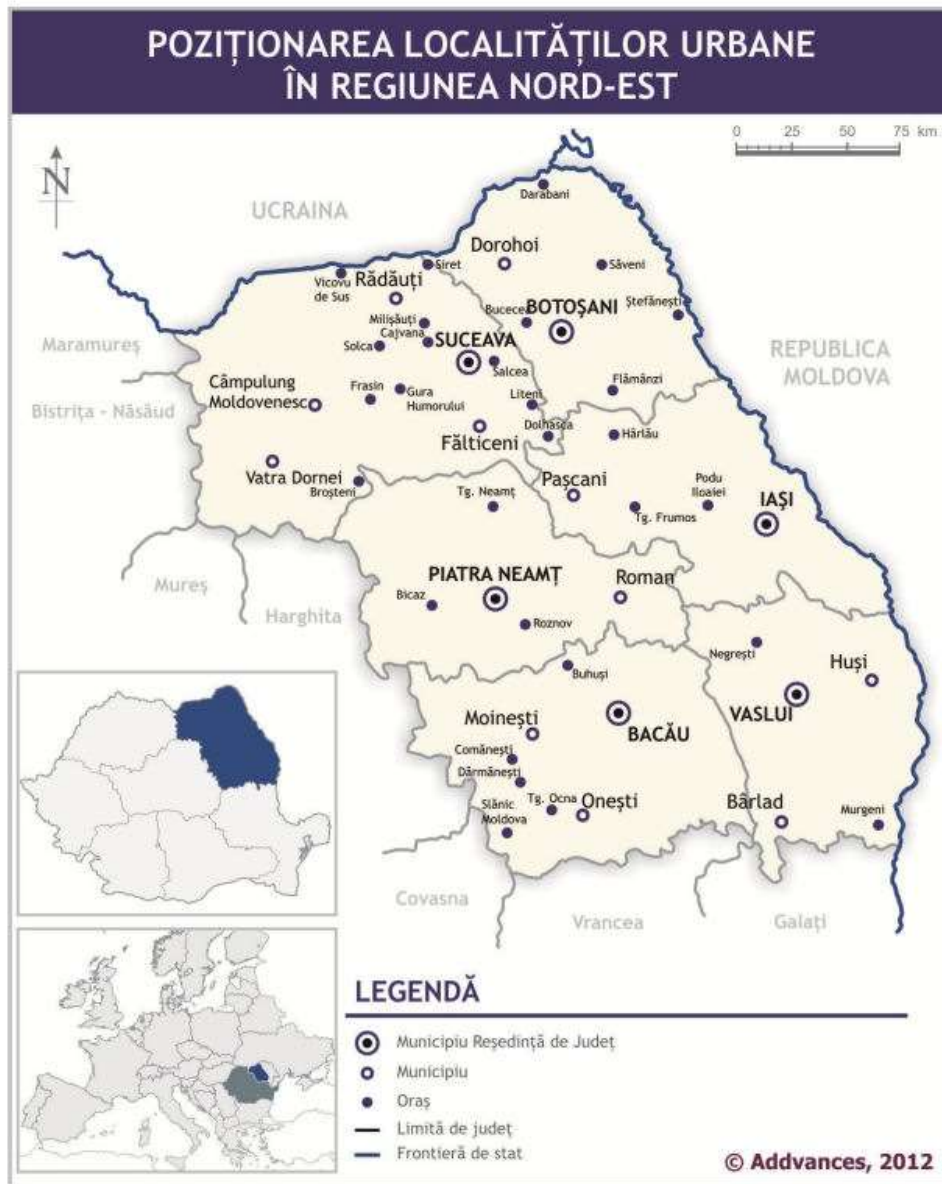 POZIȚIONAREA LOCALITĂȚILOR URBANE
ÎN REGIUNEA NORD-EST
0 25 50 75 km
N
UCRAINA
Darabani
Dorohoi
Siret
Săveni
Vicovu
de Sus
Rădăuți
Ștefănești
Bucecea
BOTOȘANI
Milișăuți
Cajvana
SUCEAVA
Solca
Salcea
Maramureș
REPUBLICA
MOLDOVA
Câmpulung
Moldovenesc
Frasin
Gura
Humorului
Liteni
Flămânzi
Bistrița - Năsăud
Dolhasca
Hârlău
Fălticeni
Vatra Dornei
Broșteni
Pașcani
Podu
Iloaiei
IAȘI
Tg. Neamț
Tg. Frumos
Mureș
Harghita
PIATRA NEAMȚ
Roman
Bicaz
Roznov
Negrești
Huși
Buhuși
Moinești
BACĂU
VASLUI
Comănești
Dărmănești
Slănic
Moldova
Tg. Ocna
Onești
Bârlad
Murgeni
Covasna
Vrancea
Galați
LEGENDĂ
Municipiu Reședință de Județ
Municipiu
Oraș
Limită de județ
Frontieră de stat
© Addvances, 2012